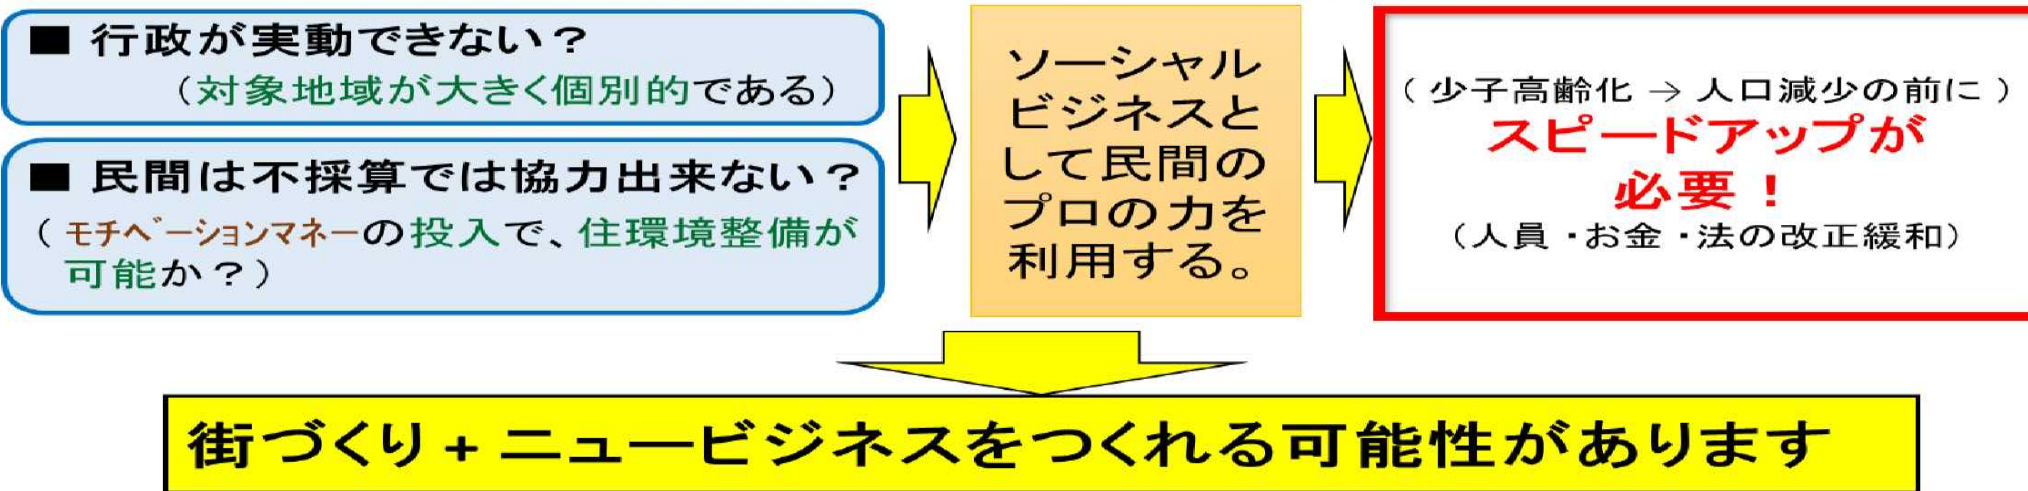 ■ 行政が実動できない？
（対象地域が大きく個別的である）
■ 民間は不採算では協力出来ない？
（モチベーションマネーの投入で、住環境整備が
可能か？）
ソーシャル
ビジネスと
して民間の
プロの力を
利用する。
（ 少子高齢化 → 人口減少の前に ）
スピードアップが
必要！
（人員・お金・法の改正緩和）
街づくり + ニュービジネスをつくれる可能性があります